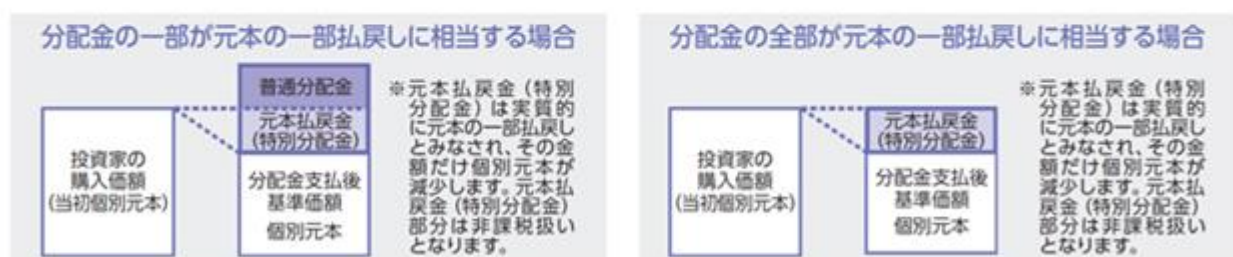 分配金の一部が元本の一部払戻しに相当する場合
普通分配金
元本払戻金
(特別分配金)
投資家の
購入価額
(当初個別元本)
分配金支払後
基準価額
個別元本
※元本払戻金(特別
分配金)は実質的
に元本の一部払戻し
とみなされ、その金
額だけ個別元本が
減少します。元本払
戻金(特別分配金)
部分は非課税扱い
となります。
分配金の全部が元本の一部払戻しに相当する場合
元本払戻金
(特別分配金)
投資家の
購入価額
(当初個別元本)
分配金支払後
基準価額
個別元本
※元本払戻金(特別
分配金)は実質的
に元本の一部払戻し
とみなされ、その金
額だけ個別元本が
減少します。元本払
戻金(特別分配金)
部分は非課税扱い
となります。